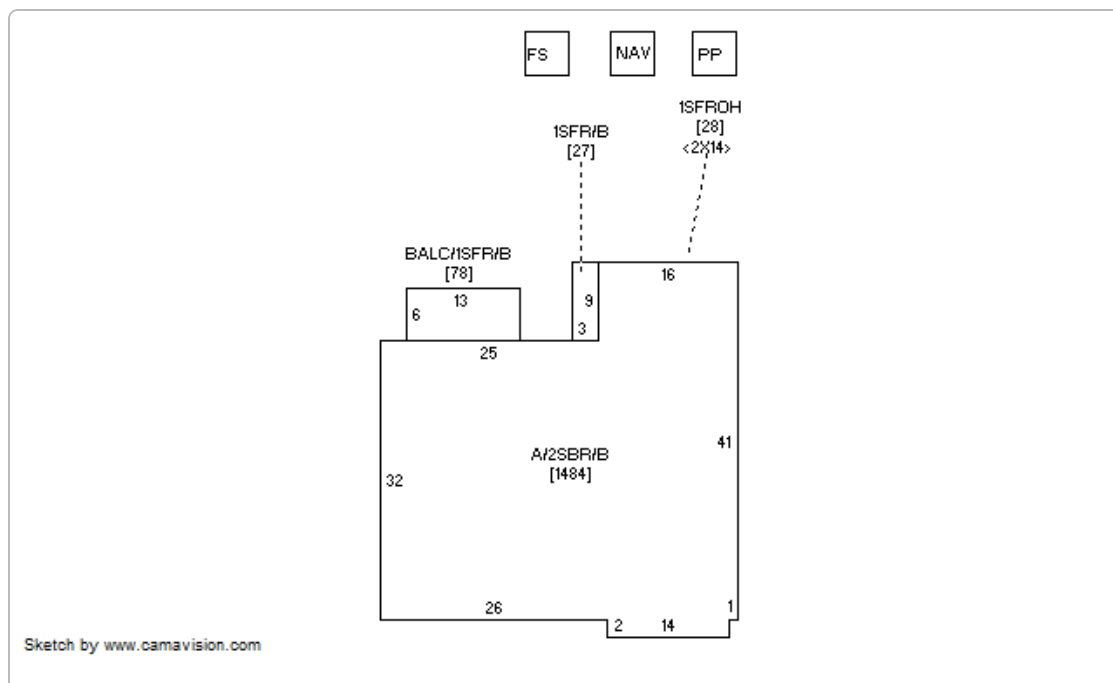 FS
NAV
PP
1SFROH
[28]
<2X14>
1SFR/B
[27]
BALC/1SFR/B
[78]
16
13
9
6
3
25
41
A/2SBR/B
[1484]
32
26
1
2
14
Sketch by www.camavision.com